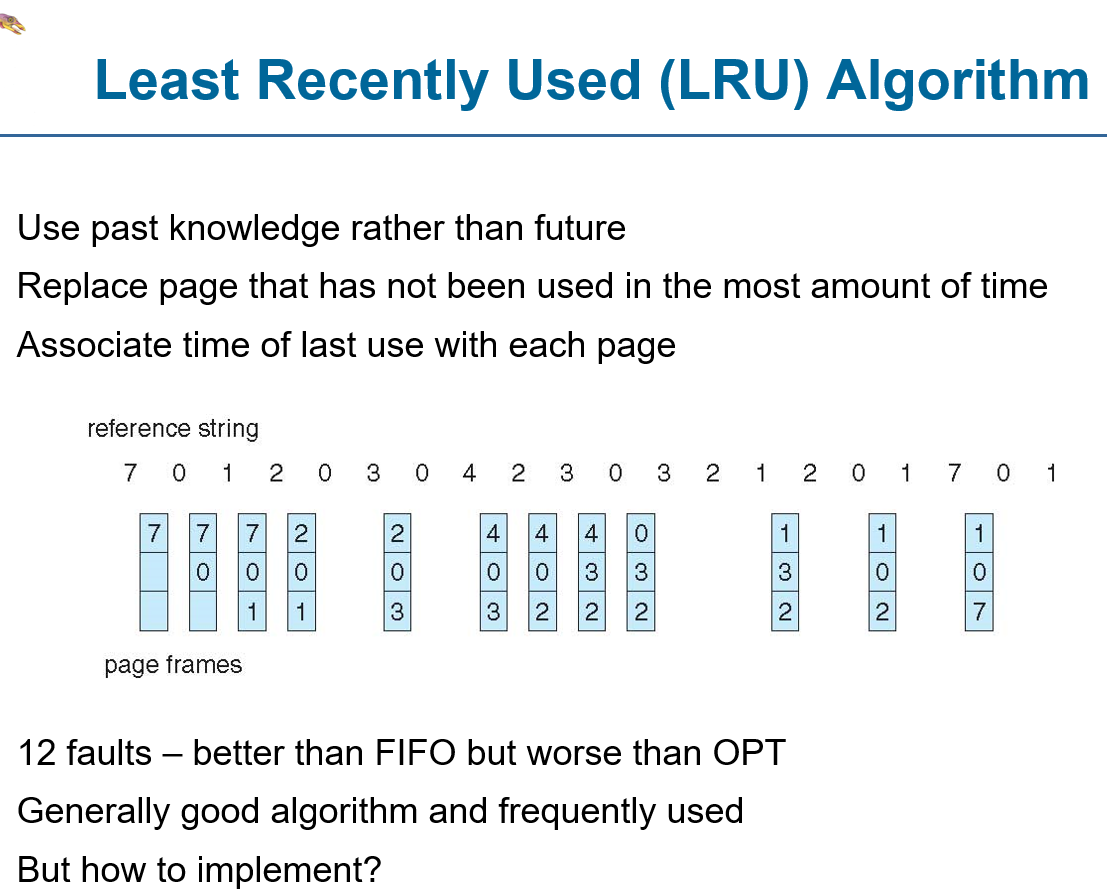 Least Recently Used (LRU) Algorithm
Use past knowledge rather than future
Replace page that has not been used in the most amount of time
Associate time of last use with each page
reference string
7 0 1 2 0 3 0 4 2 3 0 3 2 1 2 0 1 7 0 1
7 7 7 2 2 4 4 4 0 1 1 1
0 0 0 0 0 0 3 3 3 0 0
1 1 3 3 2 2 2 2 2 7
page frames
12 faults – better than FIFO but worse than OPT
Generally good algorithm and frequently used
But how to implement?